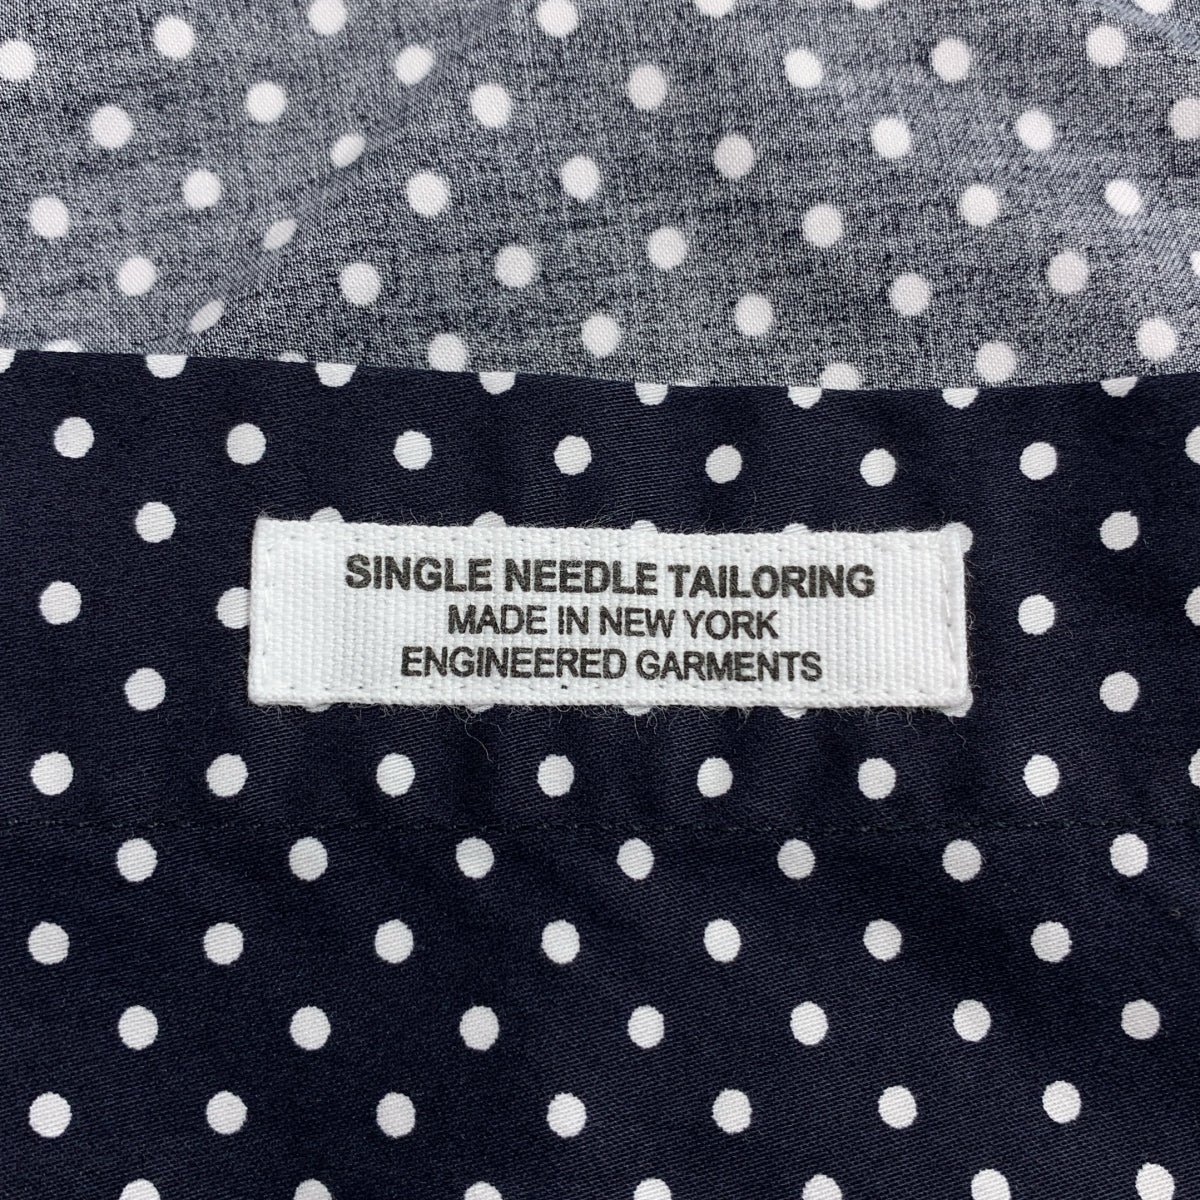 SINGLE NEEDLE TAILORING
MADE IN NEW YORK
ENGINEERED GARMENTS